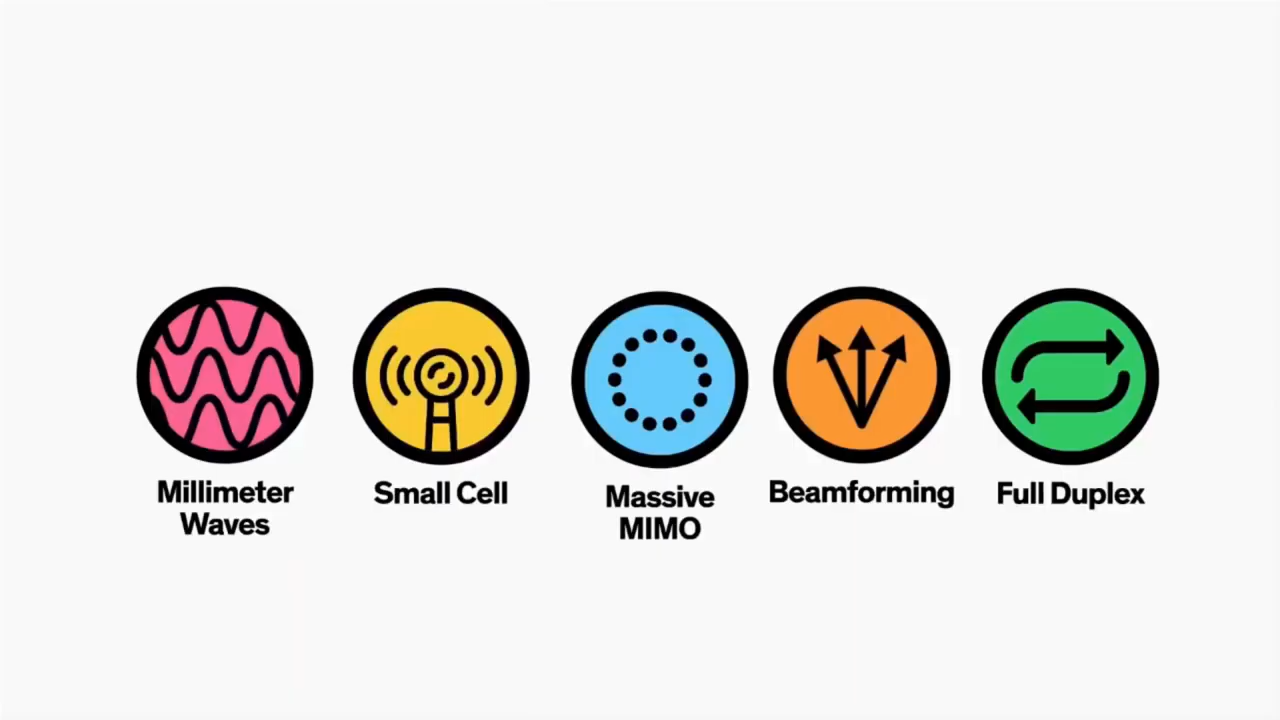 Millimeter
Waves
Small Cell
Massive
MIMO
Beamforming
Full Duplex